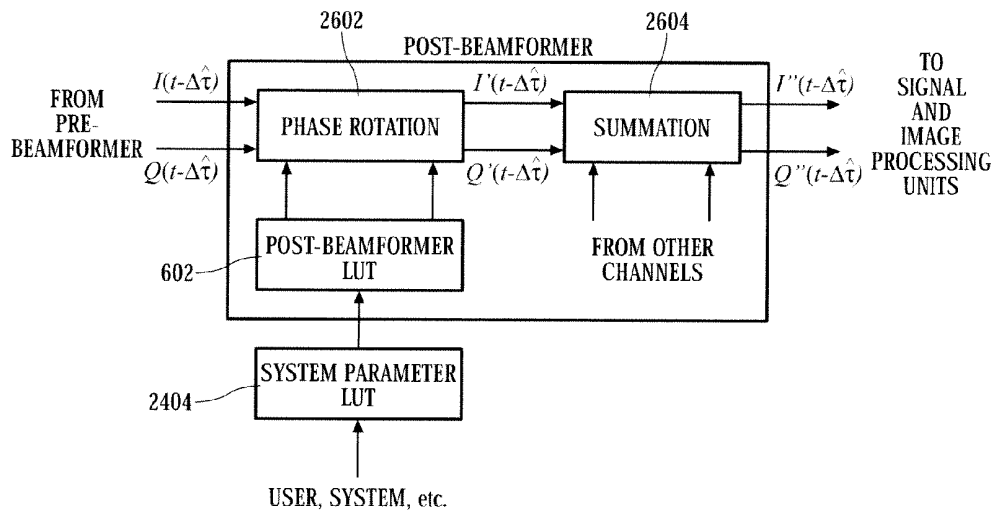 2602
2604
POST-BEAMFORMER
I(t-Δτ̂)
I'(t-Δτ̂)
I''(t-Δτ̂)
FROM
PRE-
BEAMFORMER
PHASE ROTATION
SUMMATION
TO
SIGNAL
AND
IMAGE
PROCESSING
UNITS
Q(t-Δτ̂)
Q'(t-Δτ̂)
Q''(t-Δτ̂)
POST-BEAMFORMER
LUT
602
FROM OTHER
CHANNELS
SYSTEM PARAMETER
LUT
2404
USER, SYSTEM, etc.